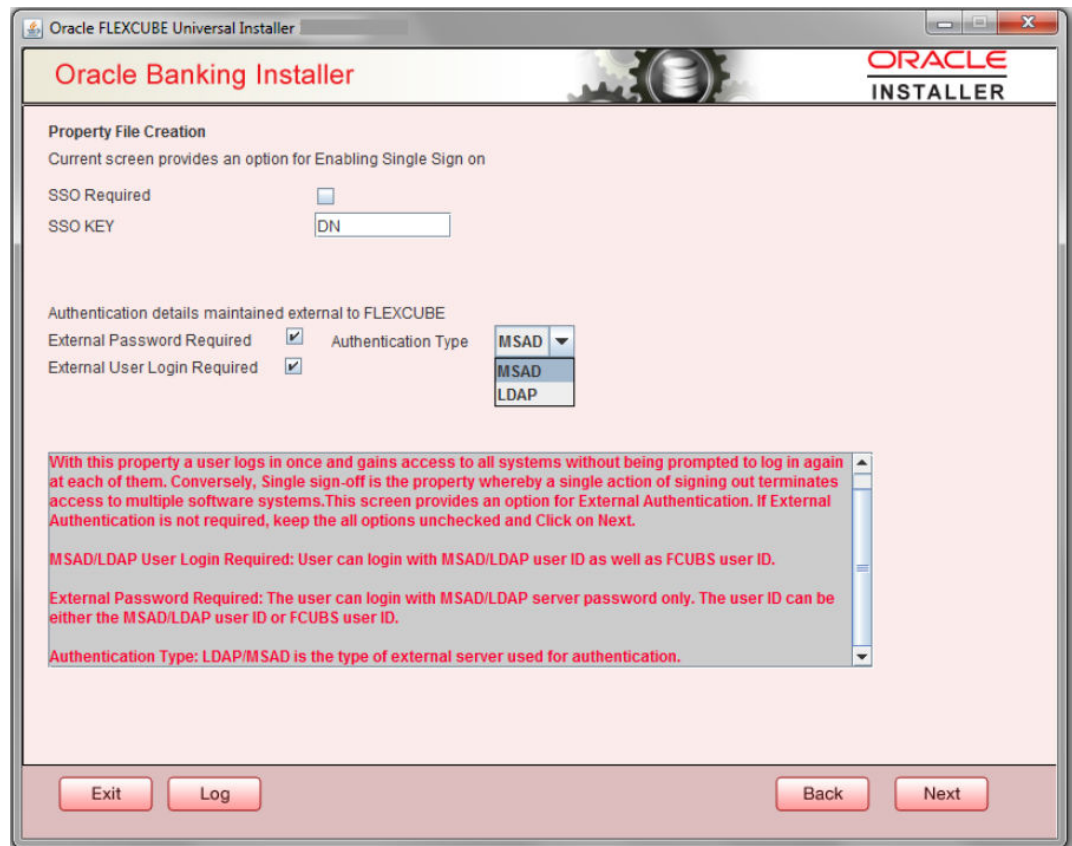 Oracle FLEXCUBE Universal Installer
Oracle Banking Installer
ORACLE
INSTALLER
Property File Creation
Current screen provides an option for Enabling Single Sign on
SSO Required
SSO KEY
DN
Authentication details maintained external to FLEXCUBE
External Password Required
Authentication Type
MSAD
External User Login Required
MSAD
LDAP
With this property a user logs in once and gains access to all systems without being prompted to log in again
at each of them. Conversely, Single sign-off is the property whereby a single action of signing out terminates
access to multiple software systems.This screen provides an option for External Authentication. If External
Authentication is not required, keep the all options unchecked and Click on Next.
MSAD/LDAP User Login Required: User can login with MSAD/LDAP user ID as well as FCUBS user ID.
External Password Required: The user can login with MSAD/LDAP server password only. The user ID can be
either the MSAD/LDAP user ID or FCUBS user ID.
Authentication Type: LDAP/MSAD is the type of external server used for authentication.
Exit
Log
Back
Next